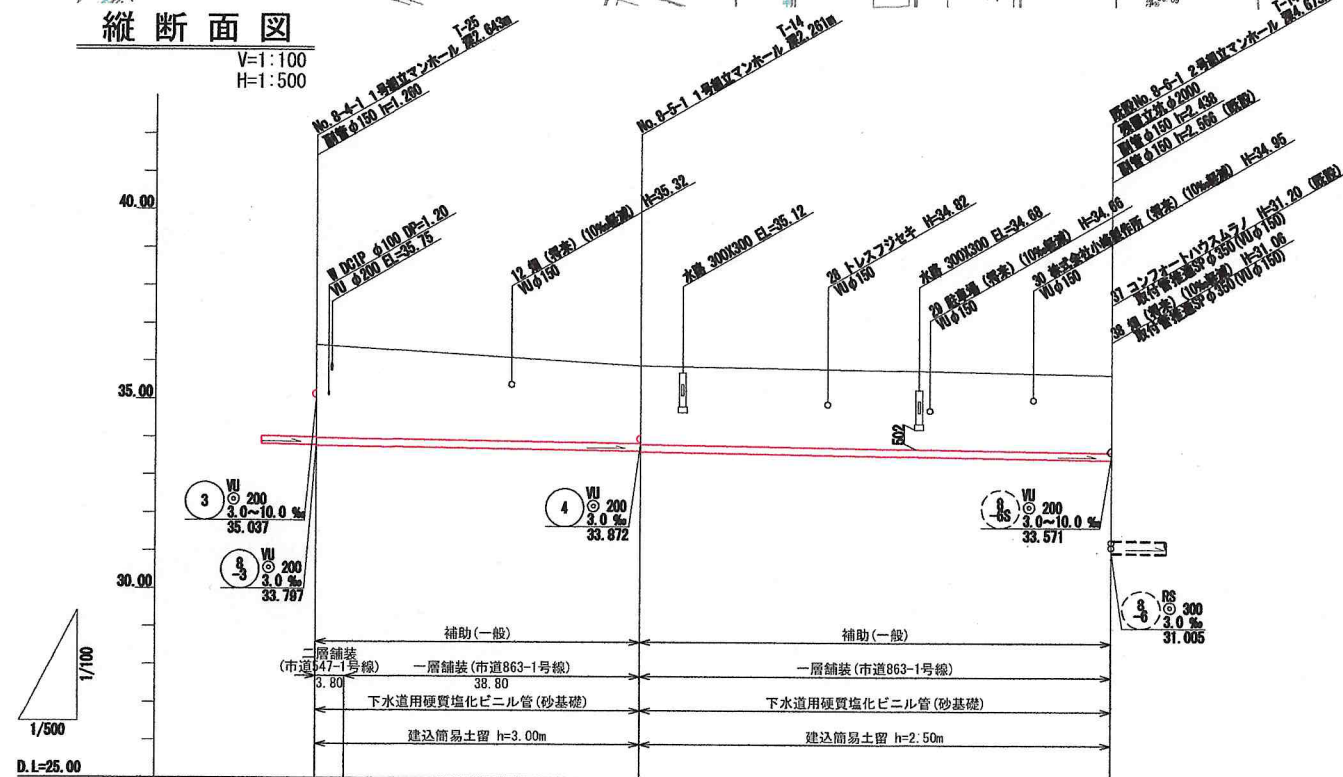 縦断面図
V=1:100
H=1:500
No.8-4-1 1号組立マンホール 深2.643m
T-25
副管φ150 h=1.260
No.8-5-1 1号組立マンホール 深2.261m
T-14
既設No.8-6-1 2号組立マンホール
残置立坑φ2000
副管φ150 h=2.438
副管φ150 h=2.566 (既設)
W DCIP φ100 DP=1.20
VU φ200 EL=35.75
12 畑 (将来) (10‰軽減) H=35.32
VUφ150
水路 300X300 EL=35.12
28 トレスフジセキ H=34.82
VUφ150
水路 300X300 EL=34.68
29 駐車場 (将来) (10‰軽減) H=34.66
VUφ150
30 株式会社小嶋製作所 (将来) (10‰軽減) H=34.95
VUφ150
37 コンフォートハウスムラノ H=31.20 (既設)
取付管推進SPφ350(VUφ150)
38 畑 (将来) (10‰軽減) H=31.06
取付管推進SPφ350(VUφ150)
40.00
35.00
30.00
502
3 VU
◎ 200
3.0~10.0 ‰
35.037
8-3 VU
◎ 200
3.0 ‰
33.797
4 VU
◎ 200
3.0 ‰
33.872
8-6S VU
◎ 200
3.0~10.0 ‰
33.571
8-6 RS
◎ 300
3.0 ‰
31.005
補助(一般)
補助(一般)
二層舗装
(市道547-1号線)
3.80
一層舗装(市道863-1号線)
38.80
一層舗装(市道863-1号線)
下水道用硬質塩化ビニル管(砂基礎)
下水道用硬質塩化ビニル管(砂基礎)
建込簡易土留 h=3.00m
建込簡易土留 h=2.50m
1/100
1/500
D.L=25.00